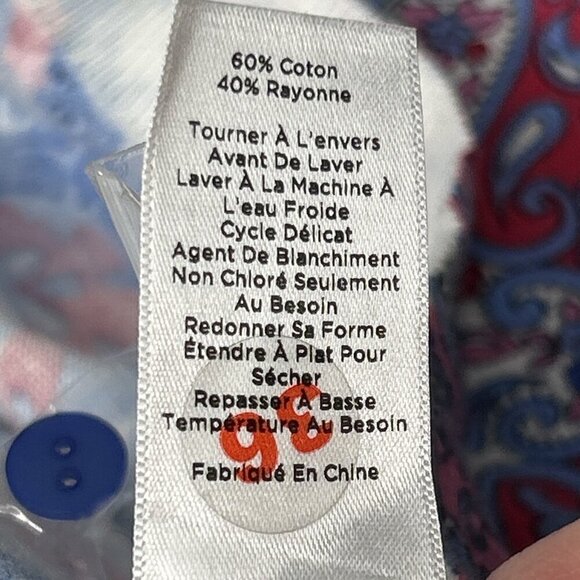 60% Coton
40% Rayonne
Tourner À L'envers
Avant De Laver
Laver À La Machine À
L'eau Froide
Cycle Délicat
Agent De Blanchiment
Non Chloré Seulement
Au Besoin
Redonner Sa Forme
Étendre À Plat Pour
Sécher
Repasser À Basse
Température Au Besoin
Fabriqué En Chine